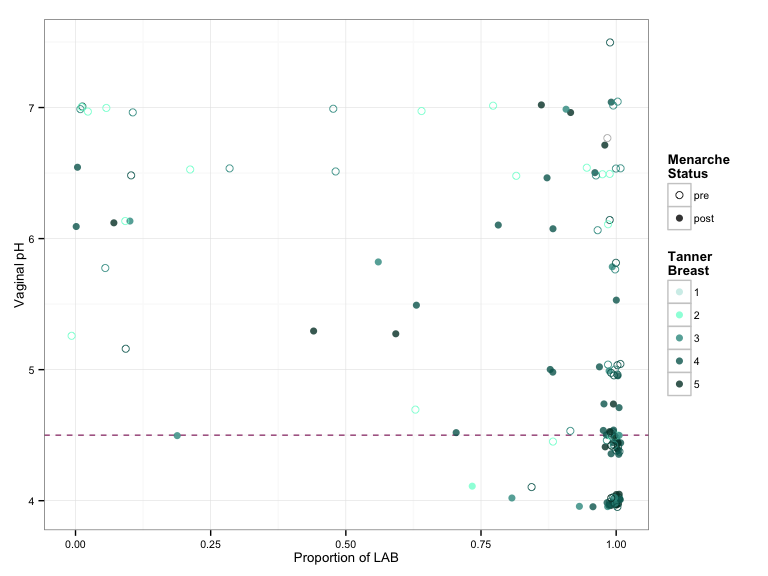 7
6
5
4
Vaginal pH
0.00
0.25
0.50
0.75
1.00
Proportion of LAB
Menarche
Status
pre
post
Tanner
Breast
1
2
3
4
5